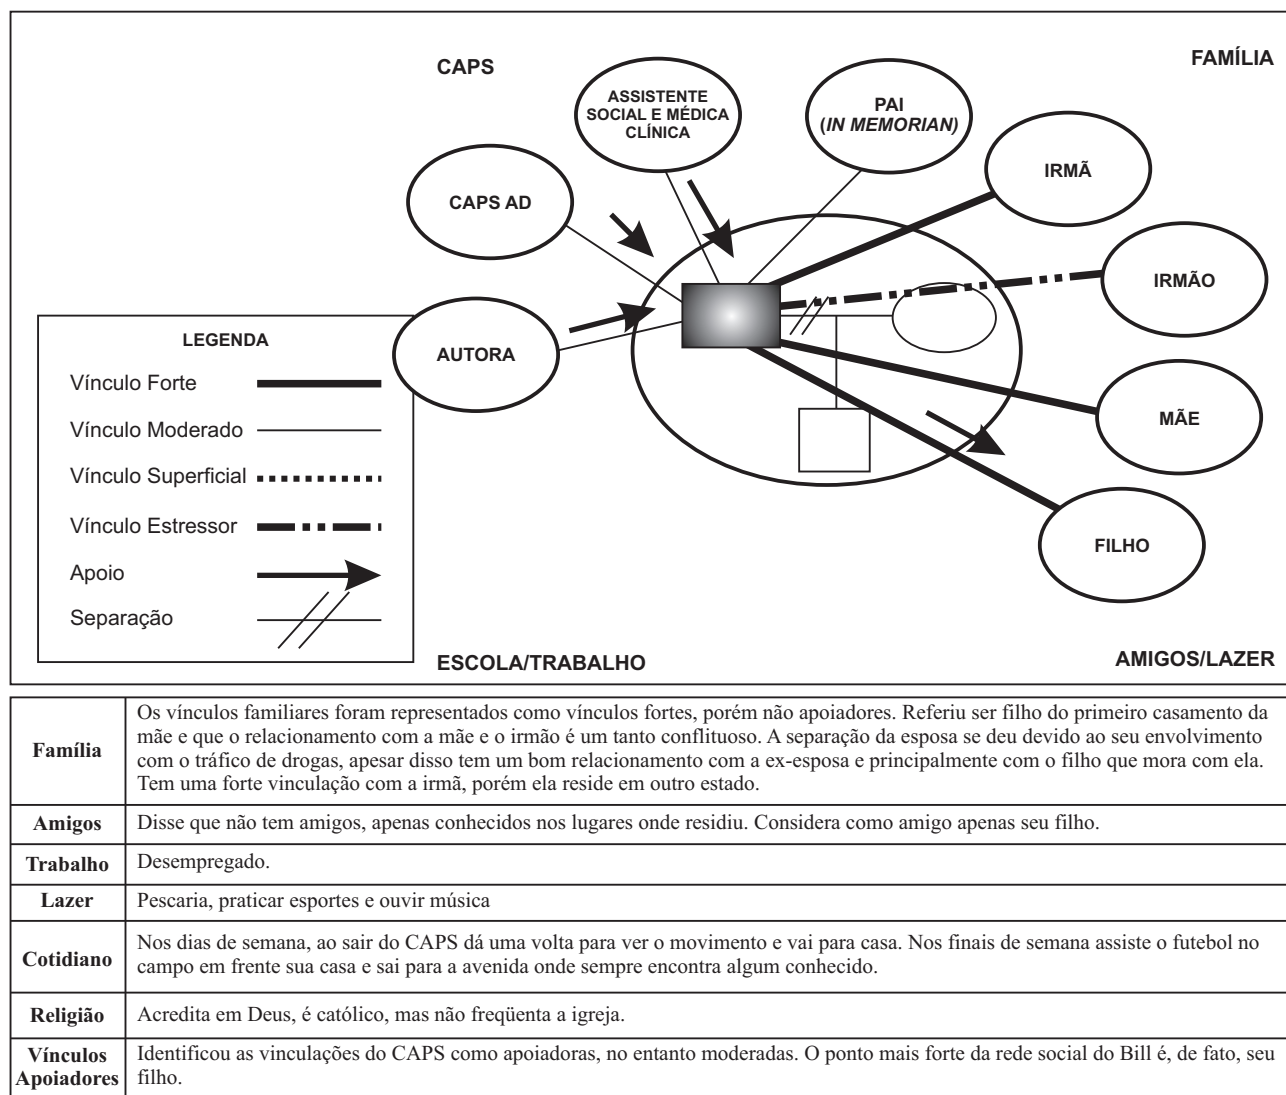 CAPS
FAMÍLIA
ASSISTENTE
SOCIAL E MÉDICA
CLÍNICA
PAI
(IN MEMORIAN)
IRMÃ
CAPS AD
IRMÃO
AUTORA
MÃE
FILHO
LEGENDA
Vínculo Forte
Vínculo Moderado
Vínculo Superficial
Vínculo Estressor
Apoio
Separação
ESCOLA/TRABALHO
AMIGOS/LAZER
Família
Os vínculos familiares foram representados como vínculos fortes, porém não apoiadores. Referiu ser filho do primeiro casamento da
mãe e que o relacionamento com a mãe e o irmão é um tanto conflituoso. A separação da esposa se deu devido ao seu envolvimento
com o tráfico de drogas, apesar disso tem um bom relacionamento com a ex-esposa e principalmente com o filho que mora com ela.
Tem uma forte vinculação com a irmã, porém ela reside em outro estado.
Amigos
Disse que não tem amigos, apenas conhecidos nos lugares onde residiu. Considera como amigo apenas seu filho.
Trabalho
Desempregado.
Lazer
Pescaria, praticar esportes e ouvir música
Cotidiano
Nos dias de semana, ao sair do CAPS dá uma volta para ver o movimento e vai para casa. Nos finais de semana assiste o futebol no
campo em frente sua casa e sai para a avenida onde sempre encontra algum conhecido.
Religião
Acredita em Deus, é católico, mas não freqüenta a igreja.
Vínculos
Apoiadores
Identificou as vinculações do CAPS como apoiadoras, no entanto moderadas. O ponto mais forte da rede social do Bill é, de fato, seu
filho.